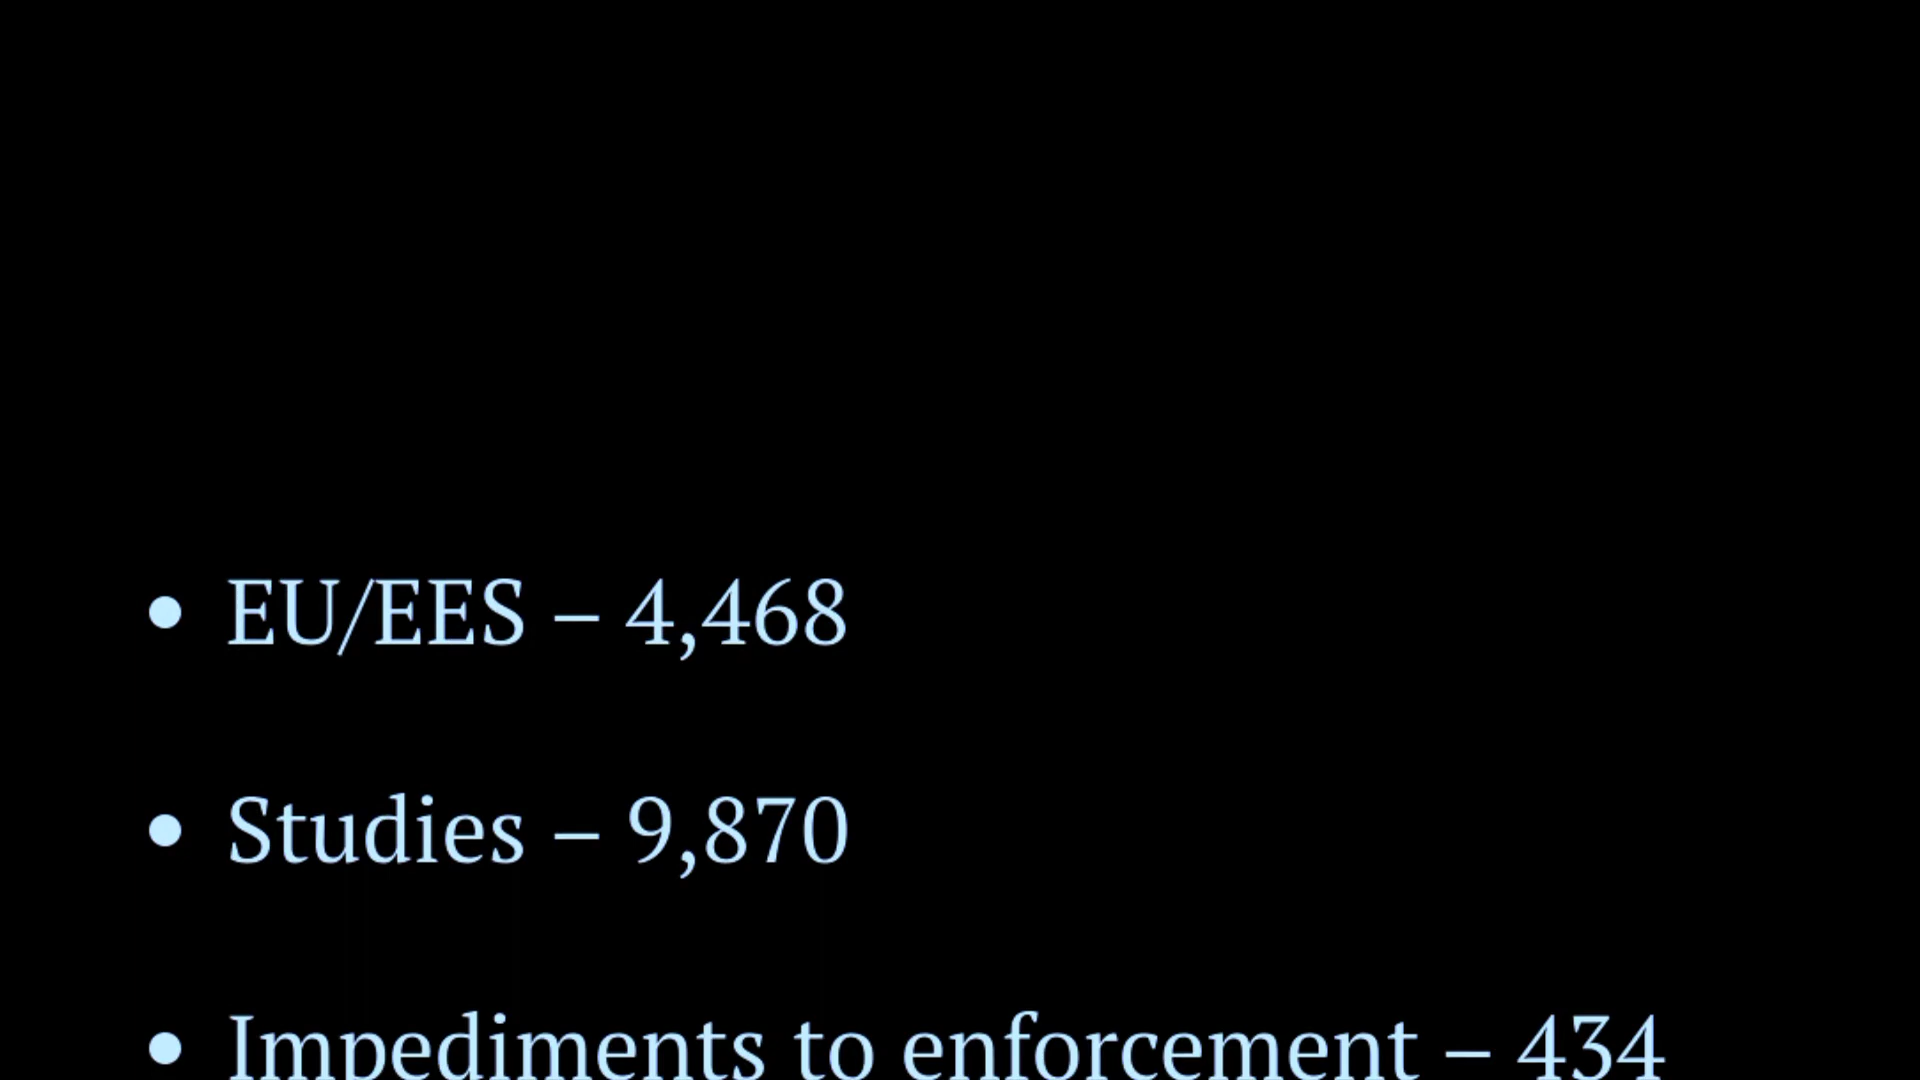 • EU/EES – 4,468
• Studies – 9,870
• Impediments to enforcement – 434